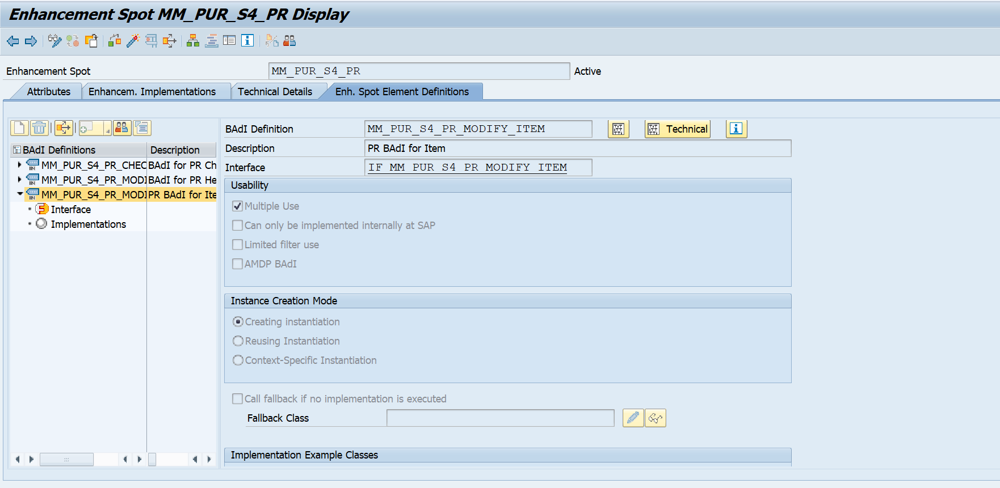 Enhancement Spot MM_PUR_S4_PR Display
Enhancement Spot MM_PUR_S4_PR Active
Attributes Enhancem. Implementations Technical Details Enh. Spot Element Definitions
BAdI Definitions Description
MM_PUR_S4_PR_CHEC BAdI for PR Ch
MM_PUR_S4_PR_MODI BAdI for PR He
MM_PUR_S4_PR_MODI PR BAdI for Ite
Interface
Implementations
BAdI Definition MM_PUR_S4_PR_MODIFY_ITEM Technical
Description PR BAdI for Item
Interface IF_MM_PUR_S4_PR_MODIFY_ITEM
Usability
Multiple Use
Can only be implemented internally at SAP
Limited filter use
AMDP BAdI
Instance Creation Mode
Creating instantiation
Reusing Instantiation
Context-Specific Instantiation
Call fallback if no implementation is executed
Fallback Class
Implementation Example Classes